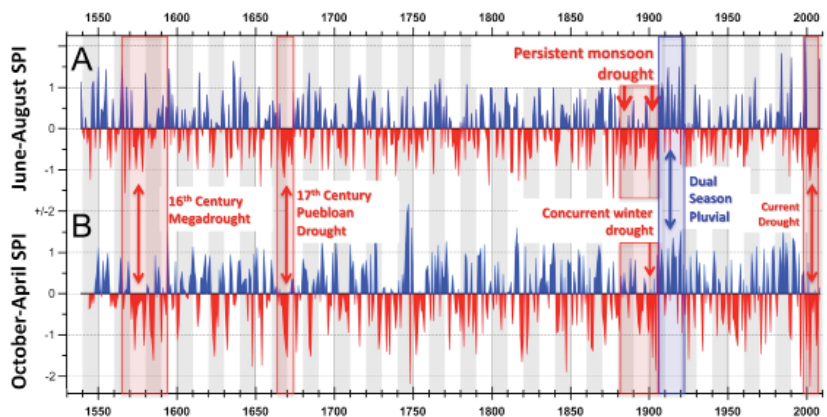 1550 1600 1650 1700 1750 1800 1850 1900 1950 2000
A
June-August SPI
1
0
-1
+/-2
Persistent monsoon
drought
16th Century
Megadrought
17th Century
Puebloan
Drought
Dual
Season
Pluvial
Concurrent winter
drought
Current
Drought
B
October-April SPI
1
0
-1
-2
1550 1600 1650 1700 1750 1800 1850 1900 1950 2000